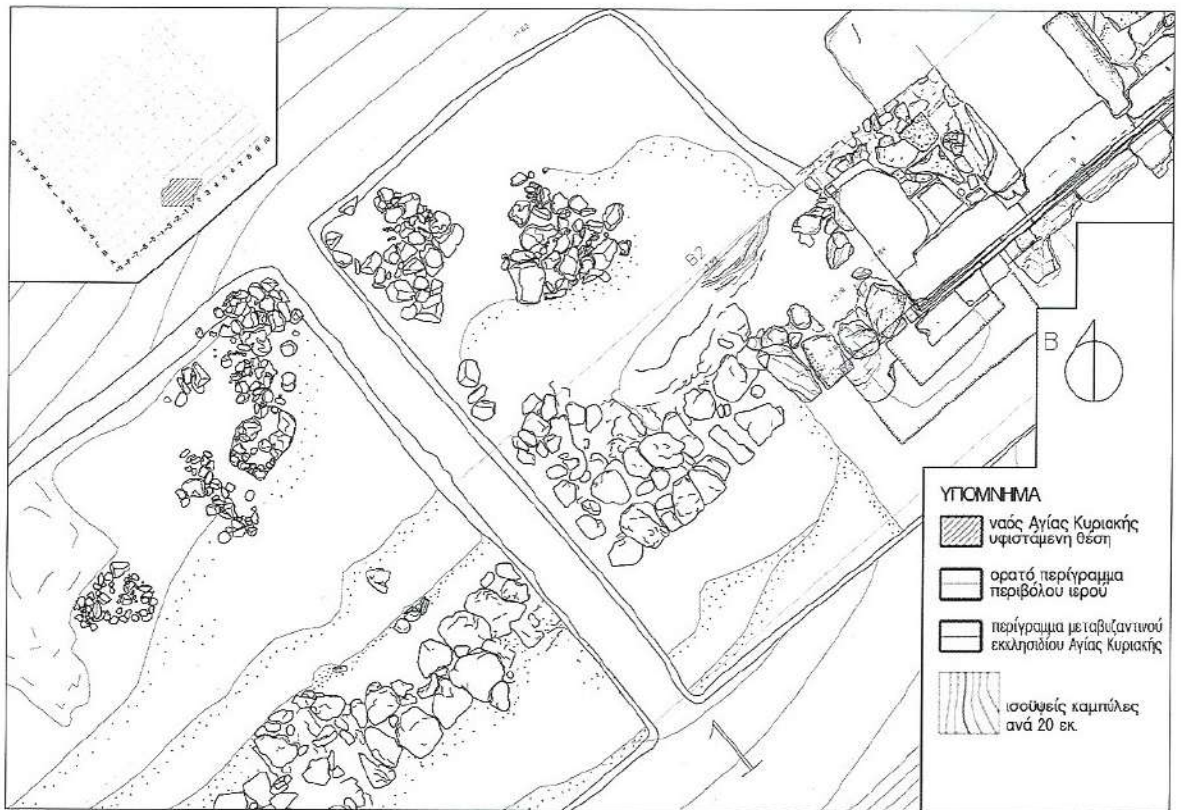 B2
B
ΥΠΟΜΝΗΜΑ
ναός Αγίας Κυριακής
υφιστάμενη θέση
ορατό περίγραμμα
περιβόλου ιερού
περίγραμμα μεταβυζαντινού
εκκλησιδίου Αγίας Κυριακής
ισοϋψείς καμπύλες
ανά 20 εκ.